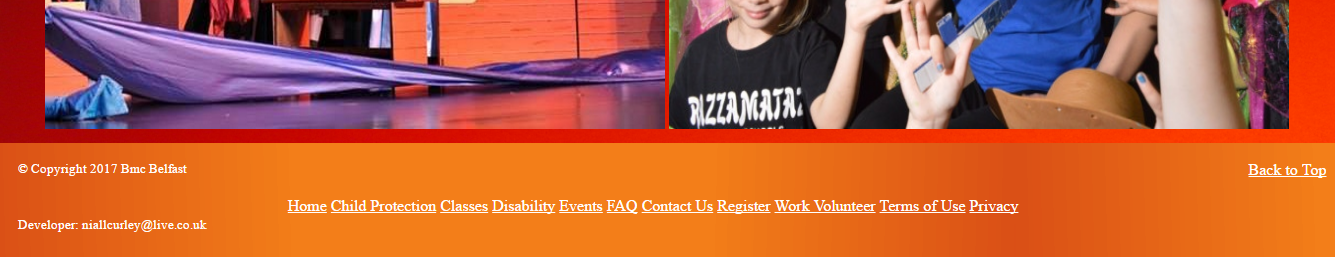 RAZZAMATAZ
© Copyright 2017 Bmc Belfast
Back to Top
Home Child Protection Classes Disability Events FAQ Contact Us Register Work Volunteer Terms of Use Privacy
Developer: niallcurley@live.co.uk